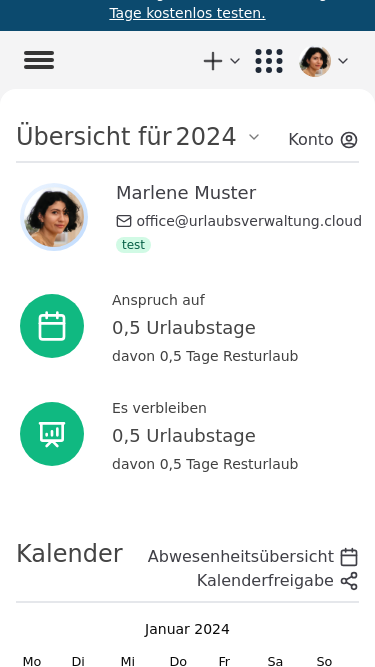 Tage kostenlos testen.
Übersicht für 2024
Konto
Marlene Muster
office@urlaubsverwaltung.cloud
test
Anspruch auf
0,5 Urlaubstage
davon 0,5 Tage Resturlaub
Es verbleiben
0,5 Urlaubstage
davon 0,5 Tage Resturlaub
Kalender
Abwesenheitsübersicht
Kalenderfreigabe
Januar 2024
Mo Di Mi Do Fr Sa So